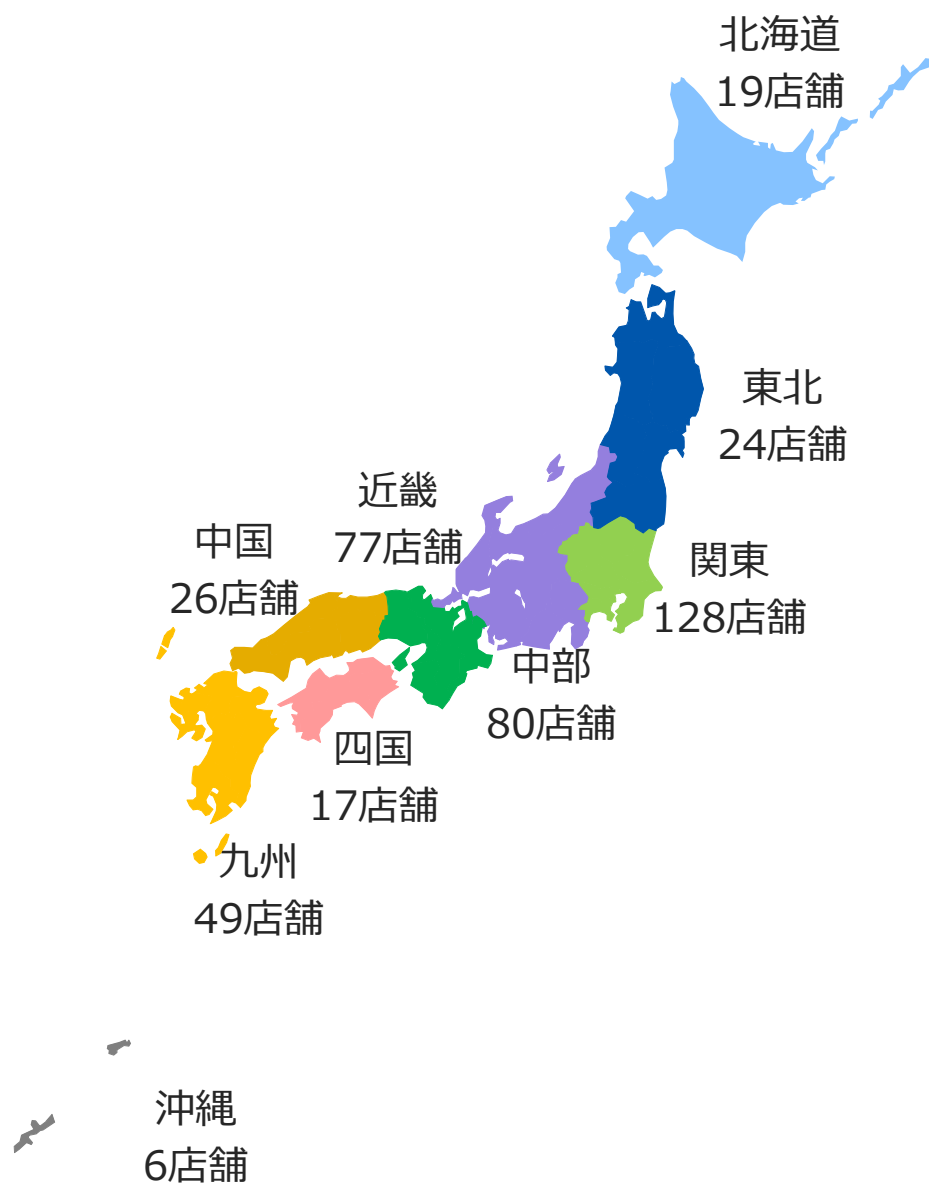 北海道
19店舗
東北
24店舗
近畿
77店舗
中国
26店舗
関東
128店舗
中部
80店舗
四国
17店舗
九州
49店舗
沖縄
6店舗